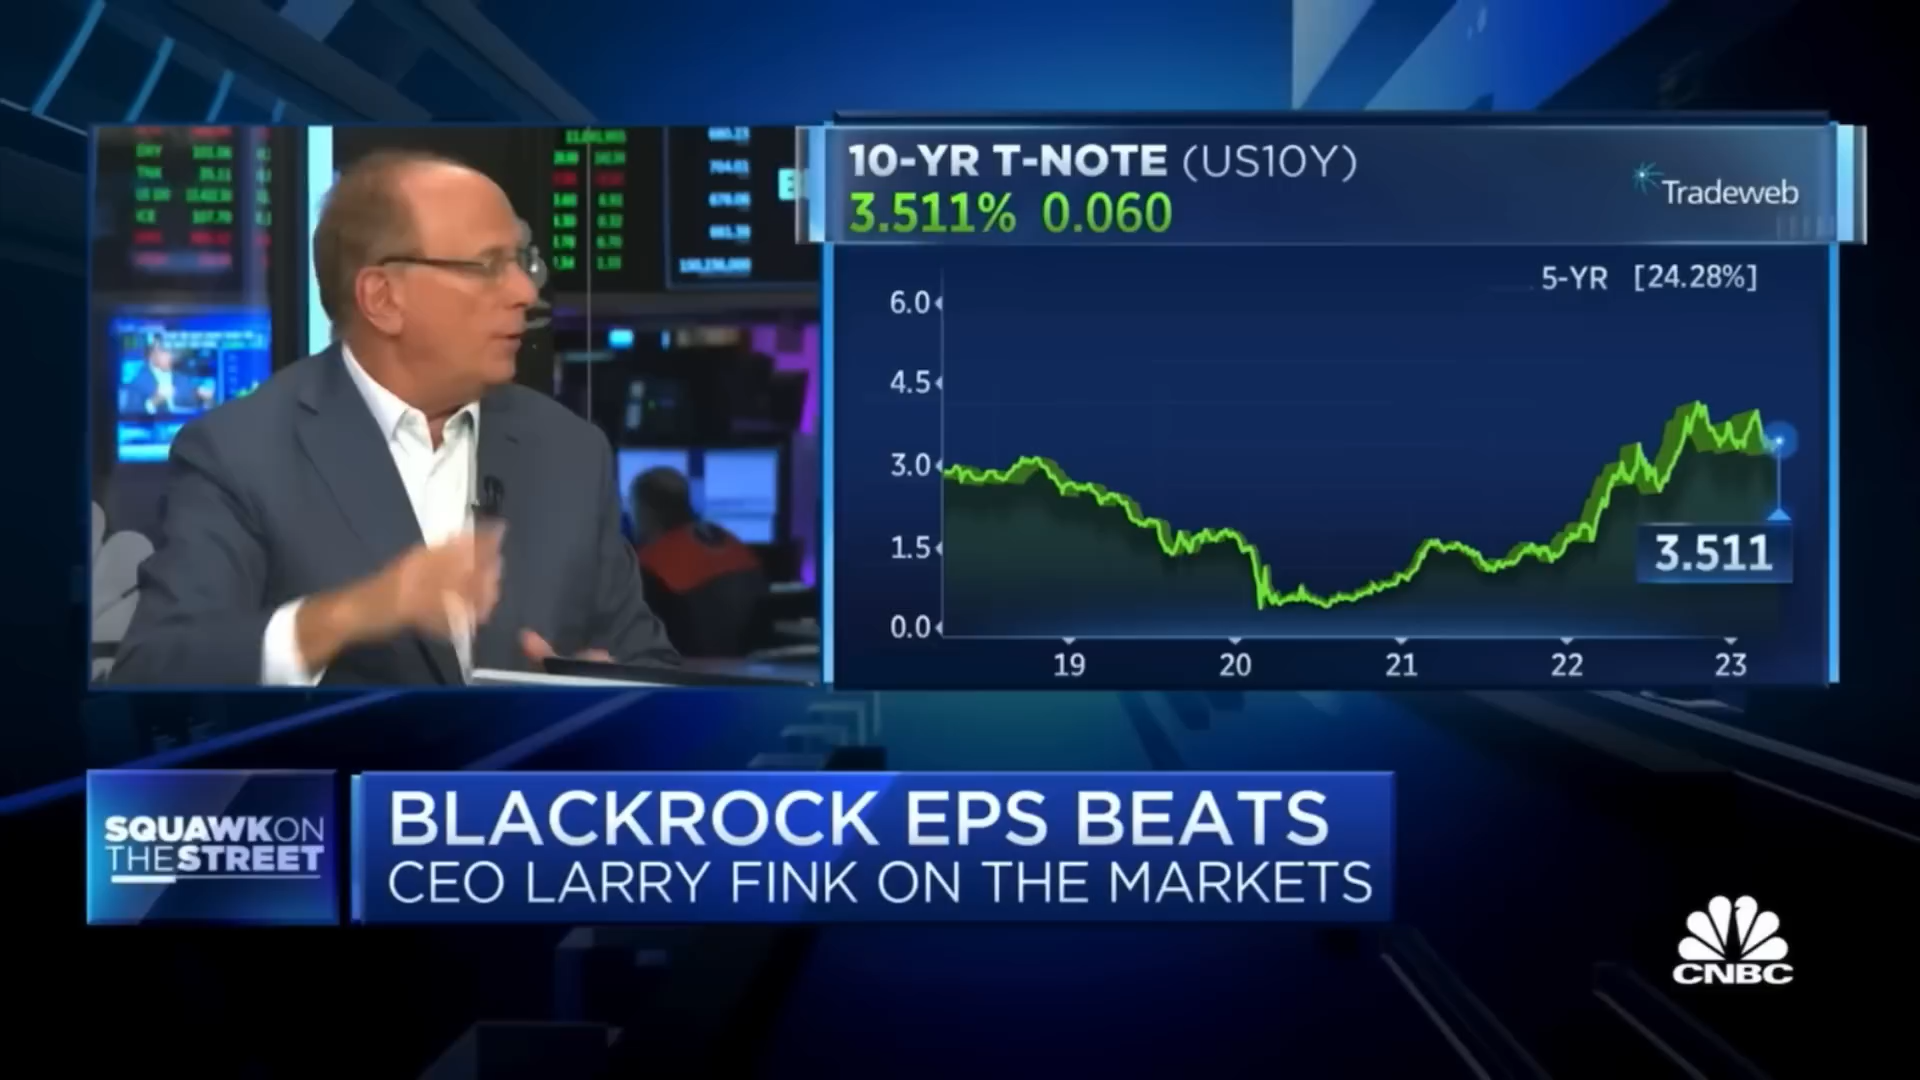 10-YR T-NOTE (US10Y)
3.511% 0.060
Tradeweb
5-YR [24.28%]
6.0
4.5
3.0
1.5
0.0
3.511
19 20 21 22 23
SQUAWK ON
THE STREET
BLACKROCK EPS BEATS
CEO LARRY FINK ON THE MARKETS
CNBC